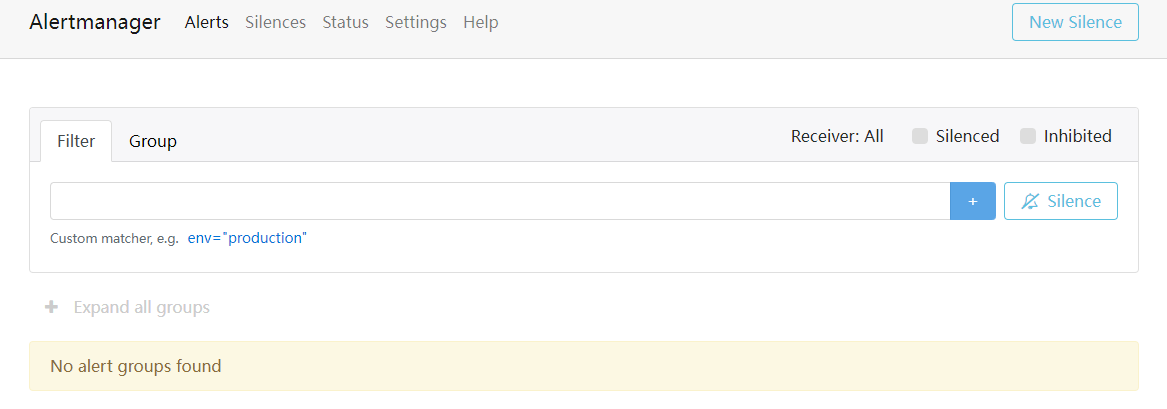 Alertmanager Alerts Silences Status Settings Help New Silence
Filter Group Receiver: All Silenced Inhibited
+ Silence
Custom matcher, e.g. env="production"
+ Expand all groups
No alert groups found